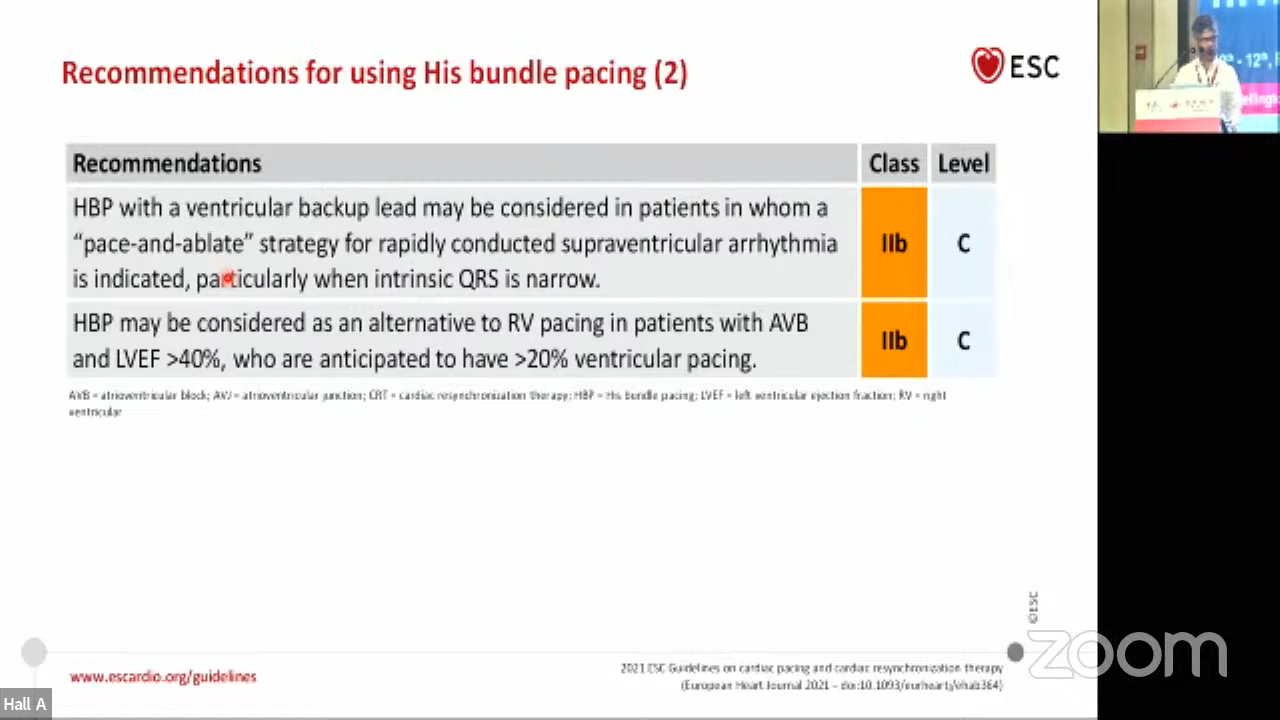 Recommendations for using His bundle pacing (2)
ESC
Recommendations
Class
Level
HBP with a ventricular backup lead may be considered in patients in whom a
“pace-and-ablate” strategy for rapidly conducted supraventricular arrhythmia
is indicated, particularly when intrinsic QRS is narrow.
IIb
C
HBP may be considered as an alternative to RV pacing in patients with AVB
and LVEF >40%, who are anticipated to have >20% ventricular pacing.
IIb
C
AVB = atrioventricular block; AVJ = atrioventricular junction; CRT = cardiac resynchronization therapy; HBP = His bundle pacing; LVEF = left ventricular ejection fraction; RV = right
ventricular
©ESC
www.escardio.org/guidelines
2021 ESC Guidelines on cardiac pacing and cardiac resynchronization therapy
(European Heart Journal 2021 – doi:10.1093/eurheartj/ehab364)
zoom
Hall A